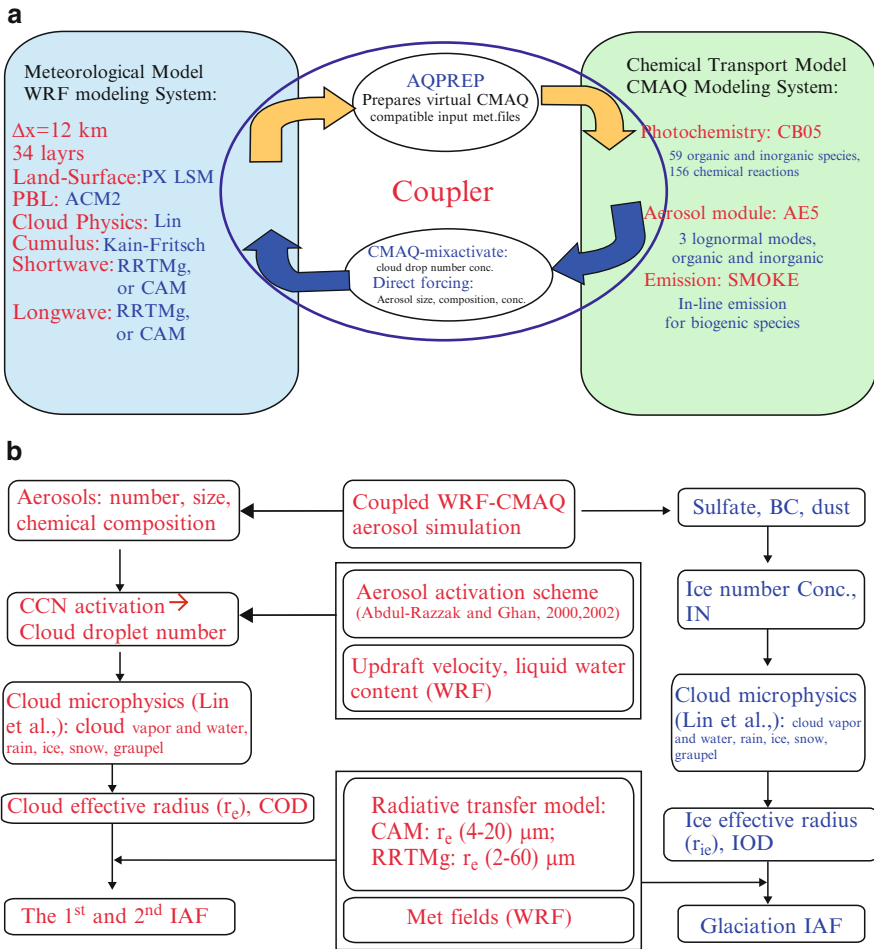 a
Meteorological Model
WRF modeling System:
Δx=12 km
34 layrs
Land-Surface: PX LSM
PBL: ACM2
Cloud Physics: Lin
Cumulus: Kain-Fritsch
Shortwave: RRTMg,
or CAM
Longwave: RRTMg,
or CAM
AQPREP
Prepares virtual CMAQ
compatible input met.files
Coupler
CMAQ-mixactivate:
cloud drop number conc.
Direct forcing:
Aerosol size, composition, conc.
Chemical Transport Model
CMAQ Modeling System:
Photochemistry: CB05
59 organic and inorganic species,
156 chemical reactions
Aerosol module: AE5
3 lognormal modes,
organic and inorganic
Emission: SMOKE
In-line emission
for biogenic species
b
Aerosols: number, size,
chemical composition
CCN activation →
Cloud droplet number
Cloud microphysics (Lin
et al.,): cloud vapor and water,
rain, ice, snow, graupel
Cloud effective radius (re), COD
The 1st and 2nd IAF
Coupled WRF-CMAQ
aerosol simulation
Aerosol activation scheme
(Abdul-Razzak and Ghan, 2000,2002)
Updraft velocity, liquid water
content (WRF)
Radiative transfer model:
CAM: re (4-20) μm;
RRTMg: re (2-60) μm
Met fields (WRF)
Sulfate, BC, dust
Ice number Conc.,
IN
Cloud microphysics
(Lin et al.,): cloud vapor
and water, rain, ice, snow,
graupel
Ice effective radius
(rie), IOD
Glaciation IAF